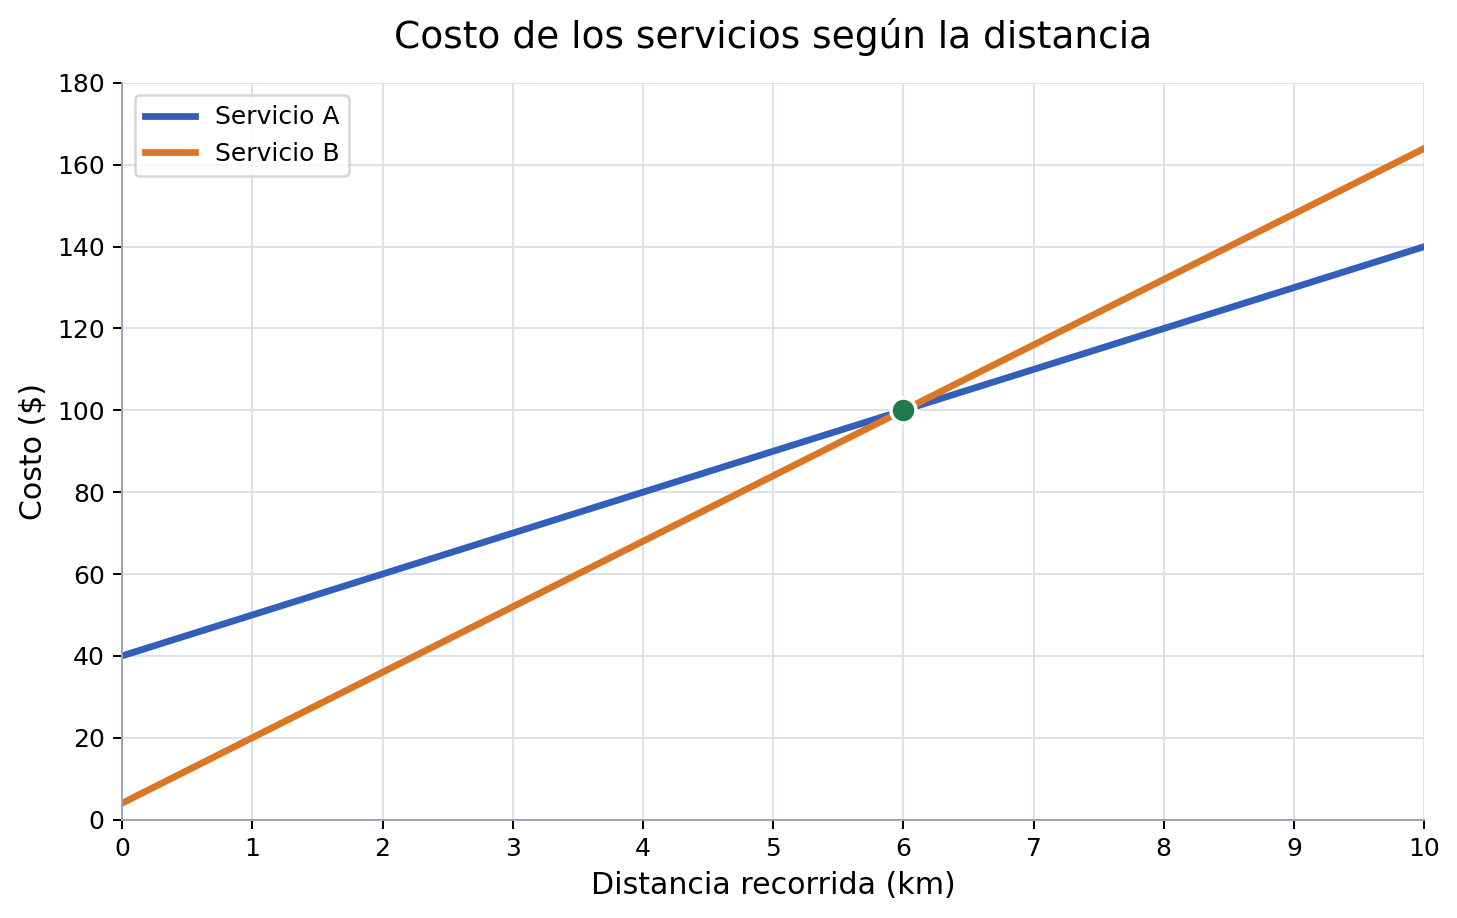 Costo de los servicios según la distancia
Servicio A
Servicio B
Costo ($)
180
160
140
120
100
80
60
40
20
0
0 1 2 3 4 5 6 7 8 9 10
Distancia recorrida (km)